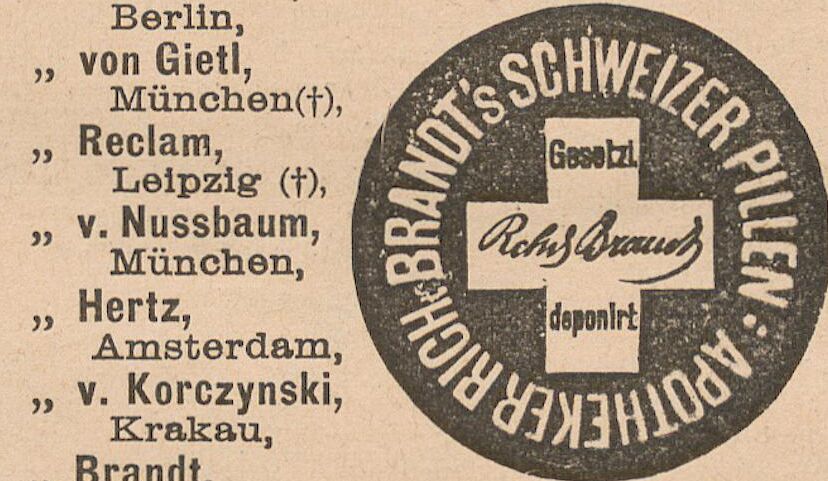 Berlin,
„ von Gietl,
München(†),
„ Reclam,
Leipzig (†),
„ v. Nussbaum,
München,
„ Hertz,
Amsterdam,
„ v. Korczynski,
Krakau,
„ Brandt,
APOTHEKER RICH. BRANDT's SCHWEIZER PILLEN:
Gesetzl.
Rchd Brandt
deponirt